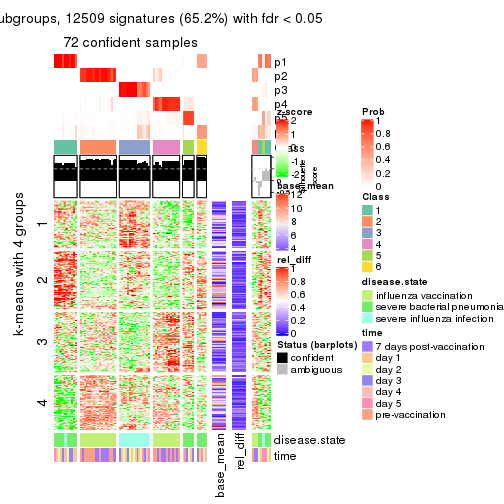 ubgroups, 12509 signatures (65.2%) with fdr < 0.05
72 confident samples
p1
p2
p3
p4
p5
z-score
2
1
0
-1
-2
Class
silhouette
score
base_mean
12
10
8
6
4
rel_diff
1
0.8
0.6
0.4
0.2
0
Status (barplots)
confident
ambiguous
Prob
1
0.8
0.6
0.4
0.2
0
Class
1
2
3
4
5
6
disease.state
influenza vaccination
severe bacterial pneumonia
severe influenza infection
time
7 days post-vaccination
day 1
day 2
day 3
day 4
day 5
pre-vaccination
k-means with 4 groups
1
2
3
4
disease.state
time
base_mean
rel_diff